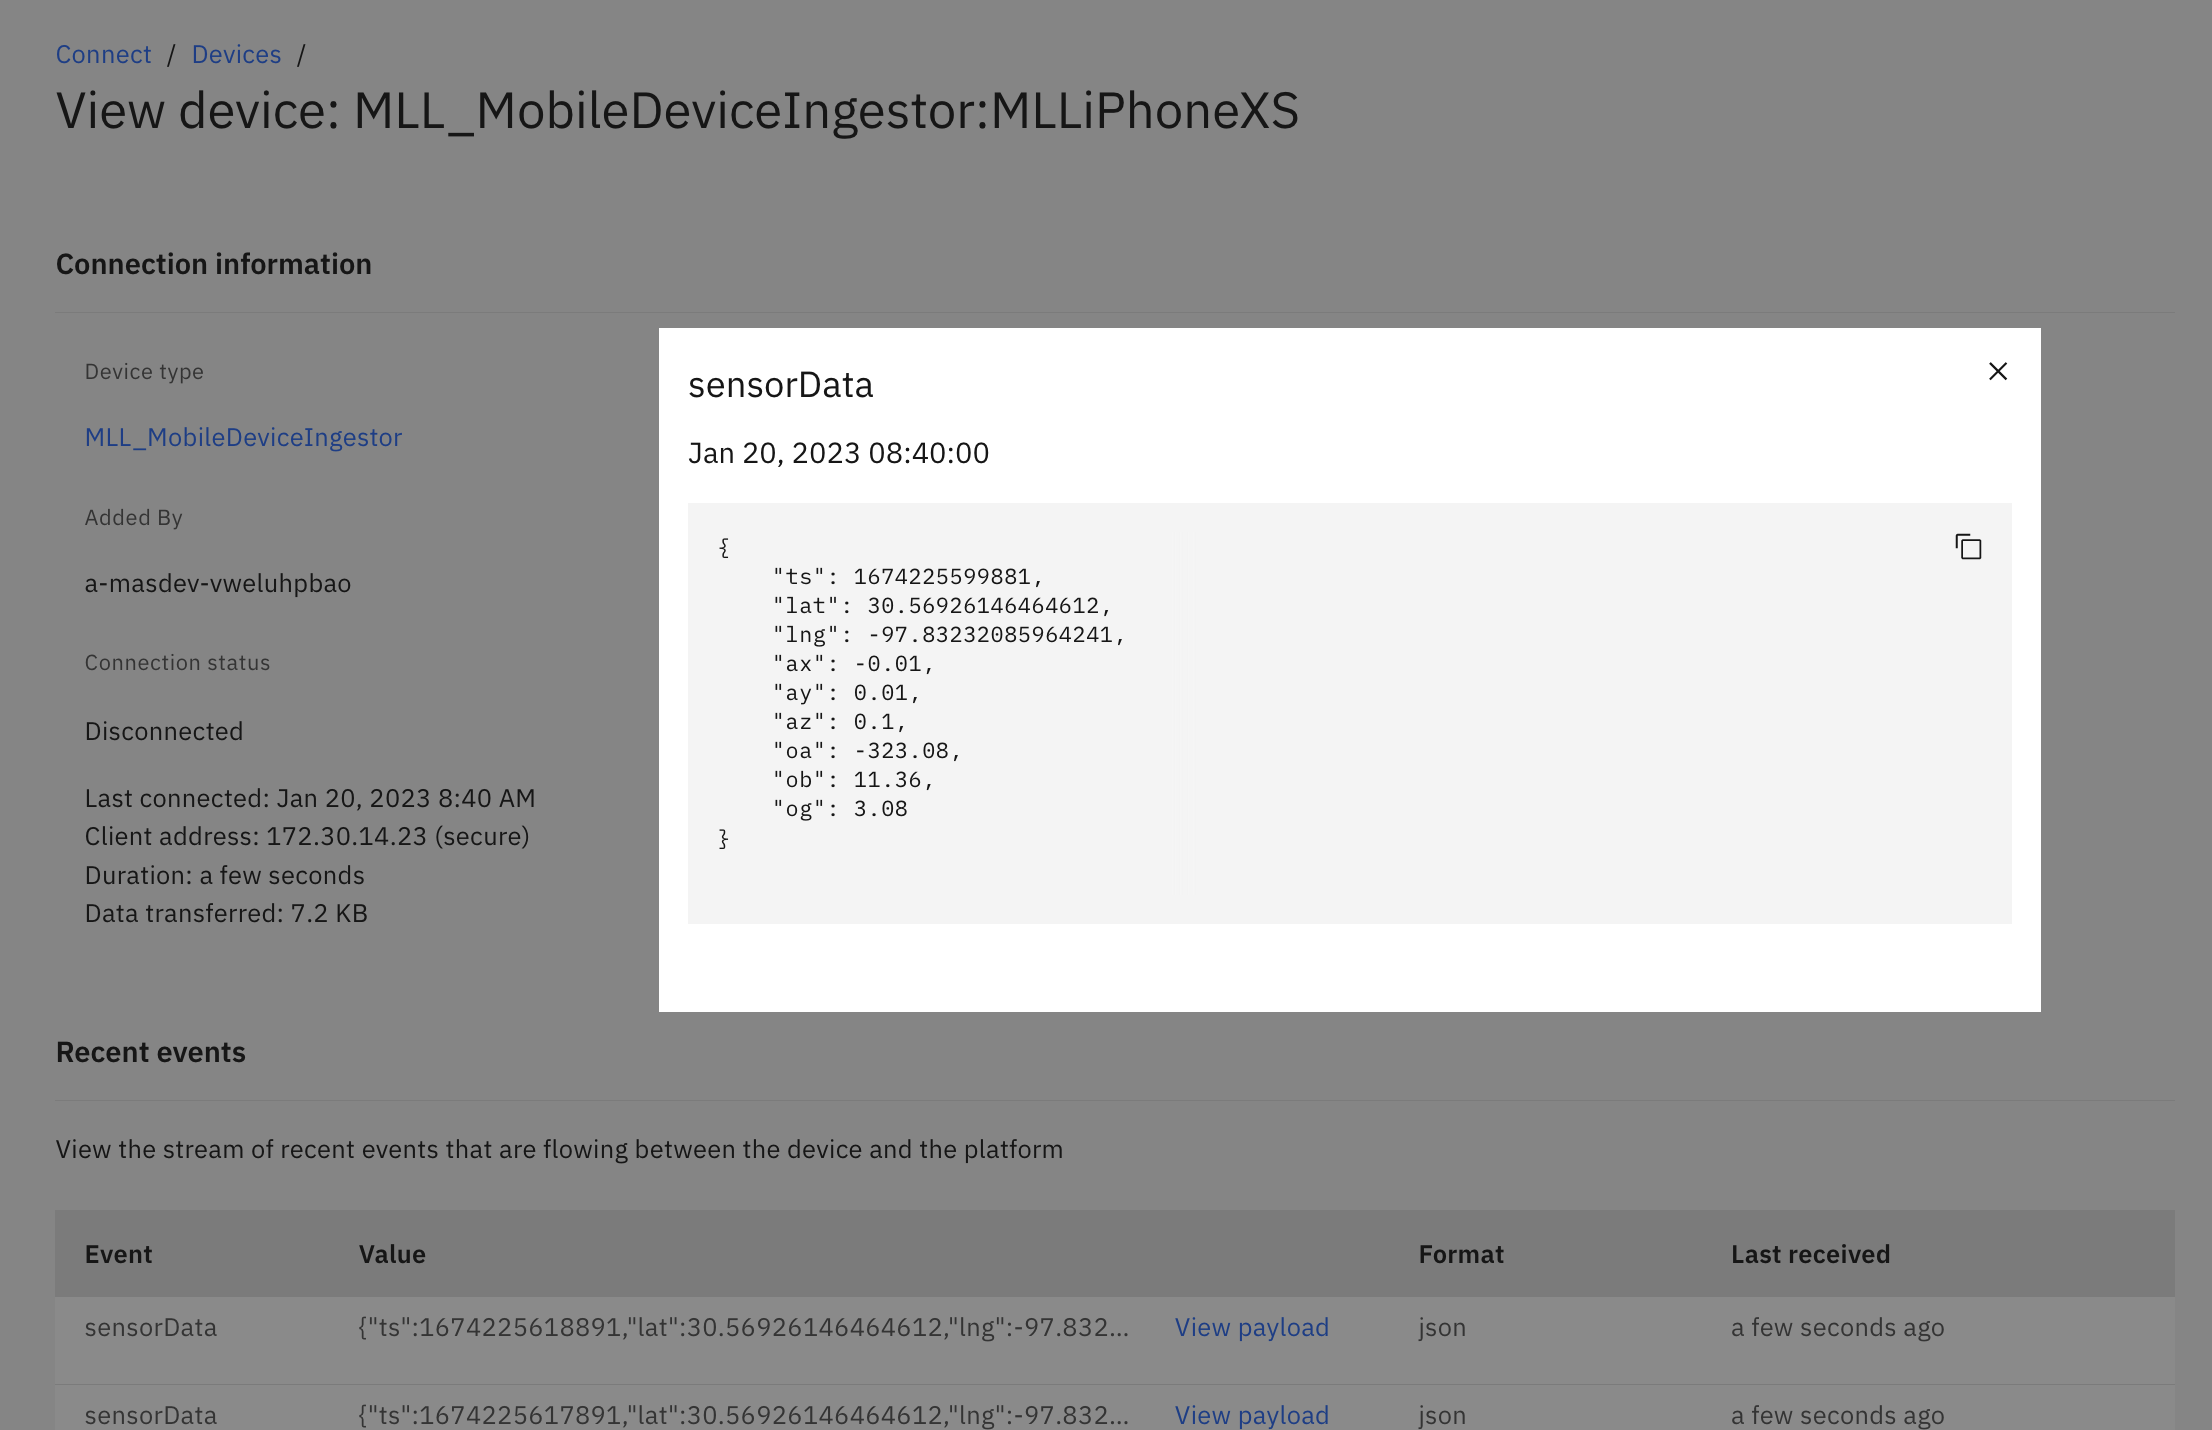 Connect / Devices /
View device: MLL_MobileDeviceIngestor:MLLiPhoneXS
Connection information
Device type
MLL_MobileDeviceIngestor
Added By
a-masdev-vweluhpbao
Connection status
Disconnected
Last connected: Jan 20, 2023 8:40 AM
Client address: 172.30.14.23 (secure)
Duration: a few seconds
Data transferred: 7.2 KB
sensorData
Jan 20, 2023 08:40:00
{
"ts": 1674225599881,
"lat": 30.56926146464612,
"lng": -97.83232085964241,
"ax": -0.01,
"ay": 0.01,
"az": 0.1,
"oa": -323.08,
"ob": 11.36,
"og": 3.08
}
Recent events
View the stream of recent events that are flowing between the device and the platform
Event Value Format Last received
sensorData {"ts":1674225618891,"lat":30.56926146464612,"lng":-97.832... View payload json a few seconds ago
sensorData {"ts":1674225617891,"lat":30.56926146464612,"lng":-97.832... View payload json a few seconds ago